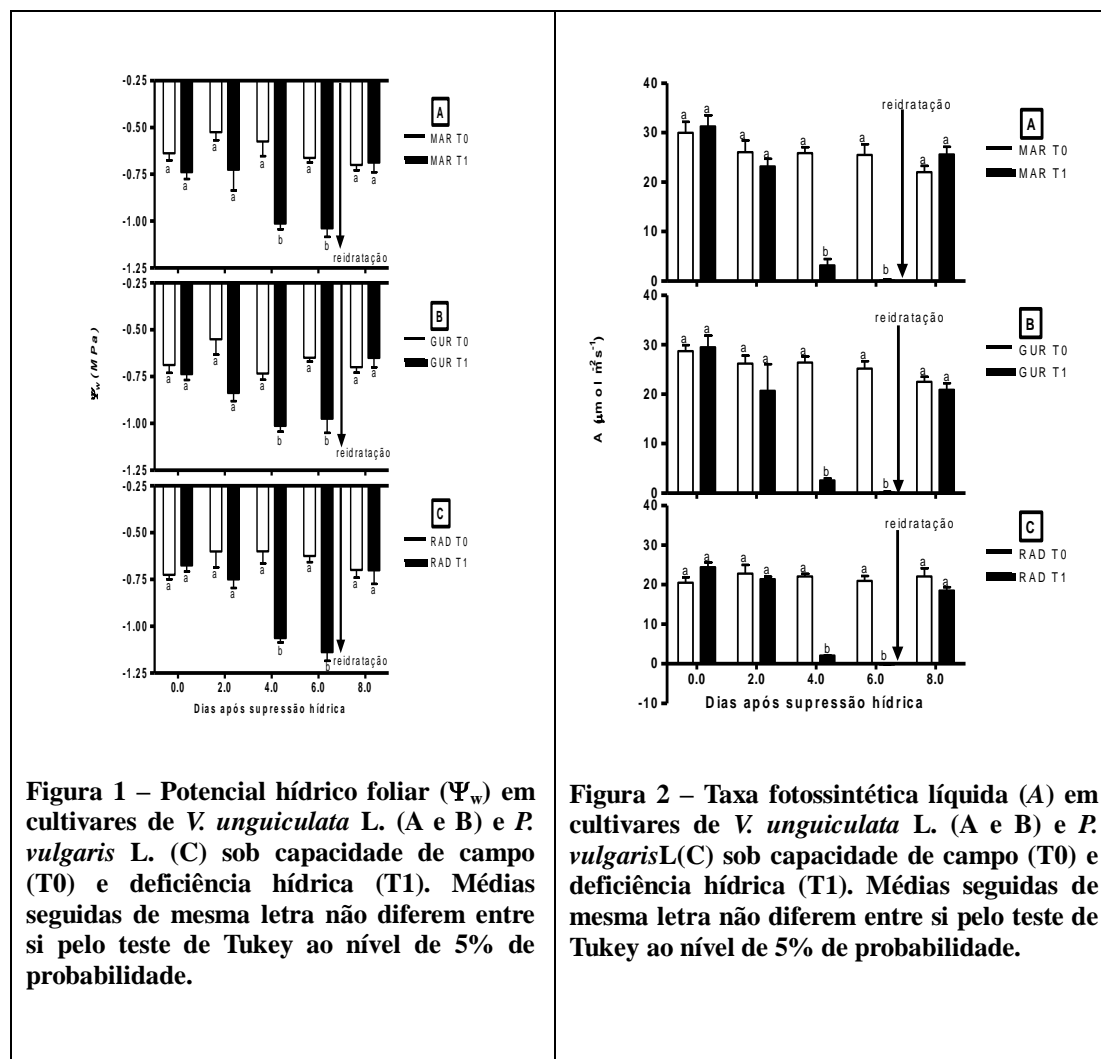 -0.25
-0.50
-0.75
-1.00
-1.25
A
MAR T0
MAR T1
a a a a a b a b a a
reidratação
-0.25
-0.50
-0.75
-1.00
-1.25
Ψw (MPa)
B
GUR T0
GUR T1
a a a a a b a b a a
reidratação
-0.25
-0.50
-0.75
-1.00
-1.25
C
RAD T0
RAD T1
a a a a a b a b a a
reidratação
0.0 2.0 4.0 6.0 8.0
Dias após supressão hídrica
Figura 1 – Potencial hídrico foliar (Ψw) em
cultivares de V. unguiculata L. (A e B) e P.
vulgaris L. (C) sob capacidade de campo
(T0) e deficiência hídrica (T1). Médias
seguidas de mesma letra não diferem entre
si pelo teste de Tukey ao nível de 5% de
probabilidade.
40
30
20
10
0
reidratação
A
MAR T0
MAR T1
a a a a a b a b a a
40
30
20
10
0
A (μmol m-2s-1)
reidratação
B
GUR T0
GUR T1
a a a a a b a b a a
40
30
20
10
0
-10
reidratação
C
RAD T0
RAD T1
a a a a a b a b a a
0.0 2.0 4.0 6.0 8.0
Dias após supressão hídrica
Figura 2 – Taxa fotossintética líquida (A) em
cultivares de V. unguiculata L. (A e B) e P.
vulgarisL(C) sob capacidade de campo (T0) e
deficiência hídrica (T1). Médias seguidas de
mesma letra não diferem entre si pelo teste de
Tukey ao nível de 5% de probabilidade.